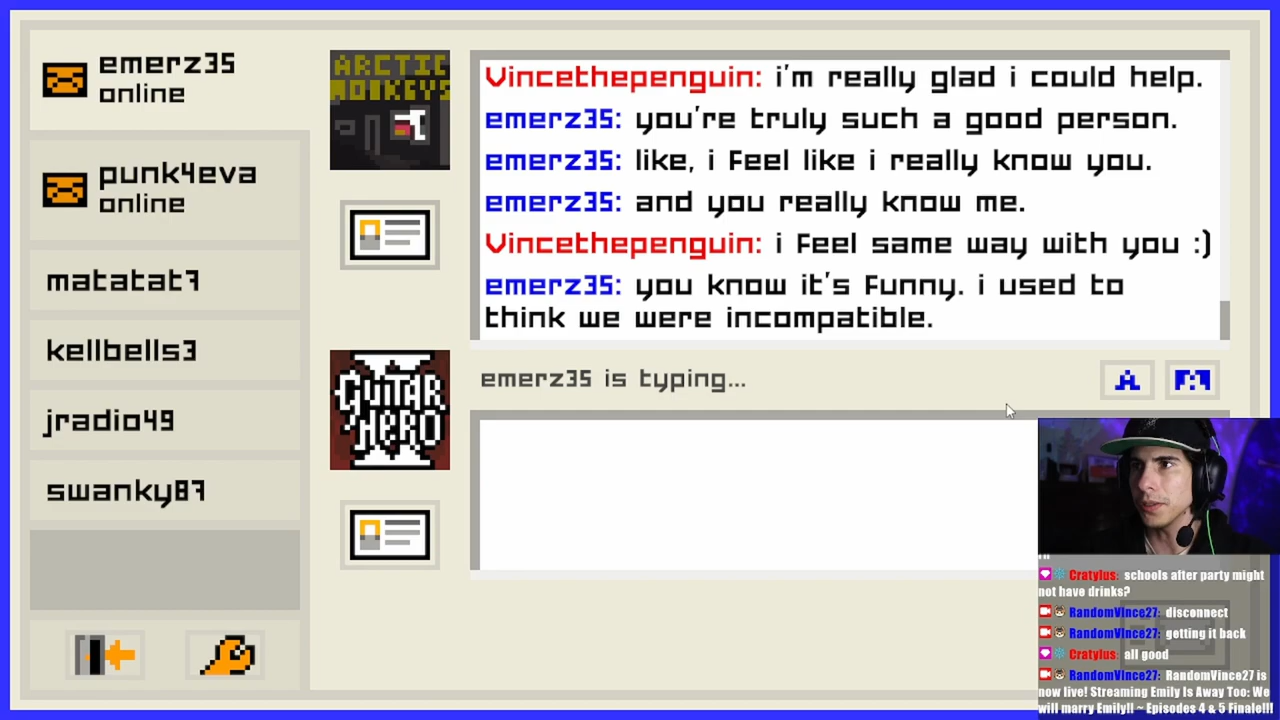 emerz35
online
punk4eva
online
matatat7
kellbells3
jradio49
swanky87
ARCTIC
MONKEYS
GUITAR
HERO
Vincethepenguin: i'm really glad i could help.
emerz35: you're truly such a good person.
emerz35: like, i Feel like i really know you.
emerz35: and you really know me.
Vincethepenguin: i Feel same way with you :)
emerz35: you know it's Funny. i used to
think we were incompatible.
emerz35 is typing...
Cratylus: schools after party might
not have drinks?
RandomVince27: disconnect
RandomVince27: getting it back
Cratylus: all good
RandomVince27: RandomVince27 is
now live! Streaming Emily Is Away Too: We
will marry Emily!! ~ Episodes 4 & 5 Finale!!!